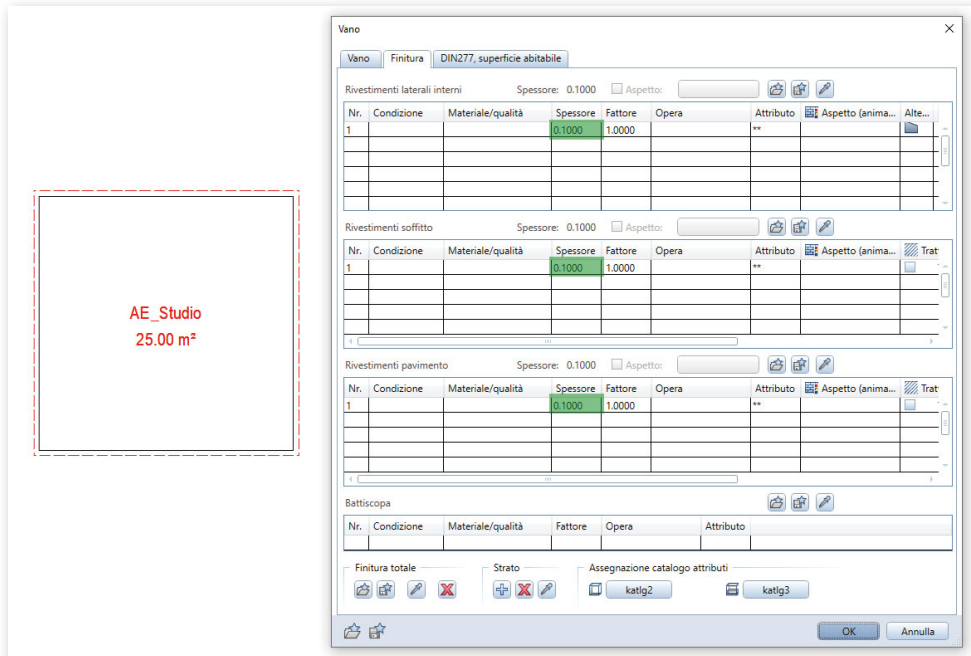 Vano
Vano Finitura DIN277, superficie abitabile
Rivestimenti laterali interni Spessore: 0.1000 Aspetto:
Nr. Condizione Materiale/qualità Spessore Fattore Opera Attributo Aspetto (anima... Alte...
1 0.1000 1.0000 **
Rivestimenti soffitto Spessore: 0.1000 Aspetto:
Nr. Condizione Materiale/qualità Spessore Fattore Opera Attributo Aspetto (anima... Trat
1 0.1000 1.0000 **
AE_Studio
25.00 m²
Rivestimenti pavimento Spessore: 0.1000 Aspetto:
Nr. Condizione Materiale/qualità Spessore Fattore Opera Attributo Aspetto (anima... Trat
1 0.1000 1.0000 **
Battiscopa
Nr. Condizione Materiale/qualità Fattore Opera Attributo
Finitura totale Strato Assegnazione catalogo attributi
katlg2 katlg3
OK Annulla